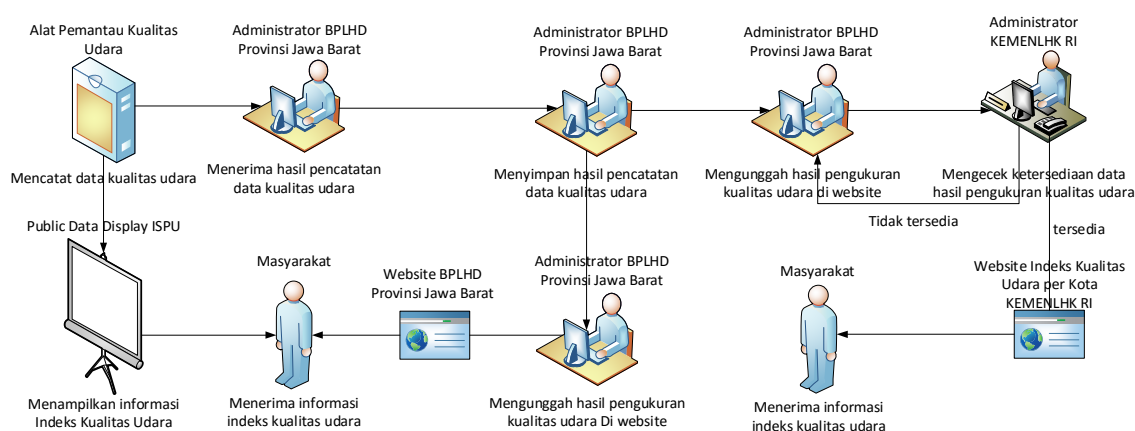 Alat Pemantau Kualitas
Udara
Administrator BPLHD
Provinsi Jawa Barat
Administrator BPLHD
Provinsi Jawa Barat
Administrator BPLHD
Provinsi Jawa Barat
Administrator
KEMENLHK RI
Mencatat data kualitas udara
Menerima hasil pencatatan
data kualitas udara
Menyimpan hasil pencatatan
data kualitas udara
Mengunggah hasil pengukuran
kualitas udara di website
Mengecek ketersediaan data
hasil pengukuran kualitas udara
Tidak tersedia
tersedia
Public Data Display ISPU
Masyarakat
Website BPLHD
Provinsi Jawa Barat
Administrator BPLHD
Provinsi Jawa Barat
Masyarakat
Website Indeks Kualitas
Udara per Kota
KEMENLHK RI
Menampilkan informasi
Indeks Kualitas Udara
Menerima informasi
indeks kualitas udara
Mengunggah hasil pengukuran
kualitas udara Di website
Menerima informasi
indeks kualitas udara